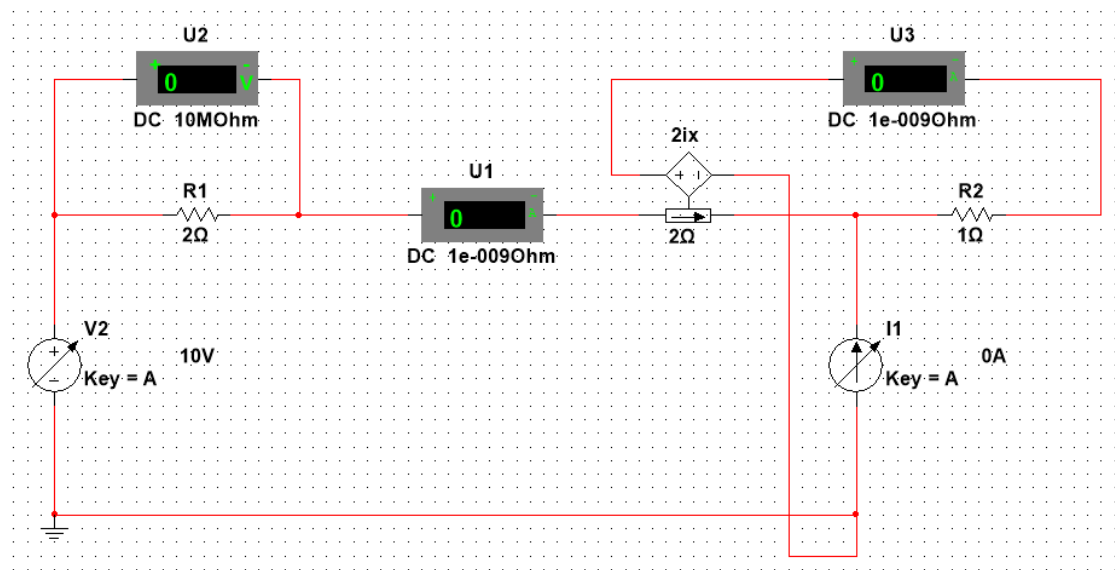 U2
+ 0 - V
DC 10MOhm
U3
+ 0 - A
DC 1e-009Ohm
2ix
+ -
U1
+ 0 - A
DC 1e-009Ohm
R1
2Ω
2Ω
R2
1Ω
V2
+
-
10V
Key = A
I1
0A
Key = A